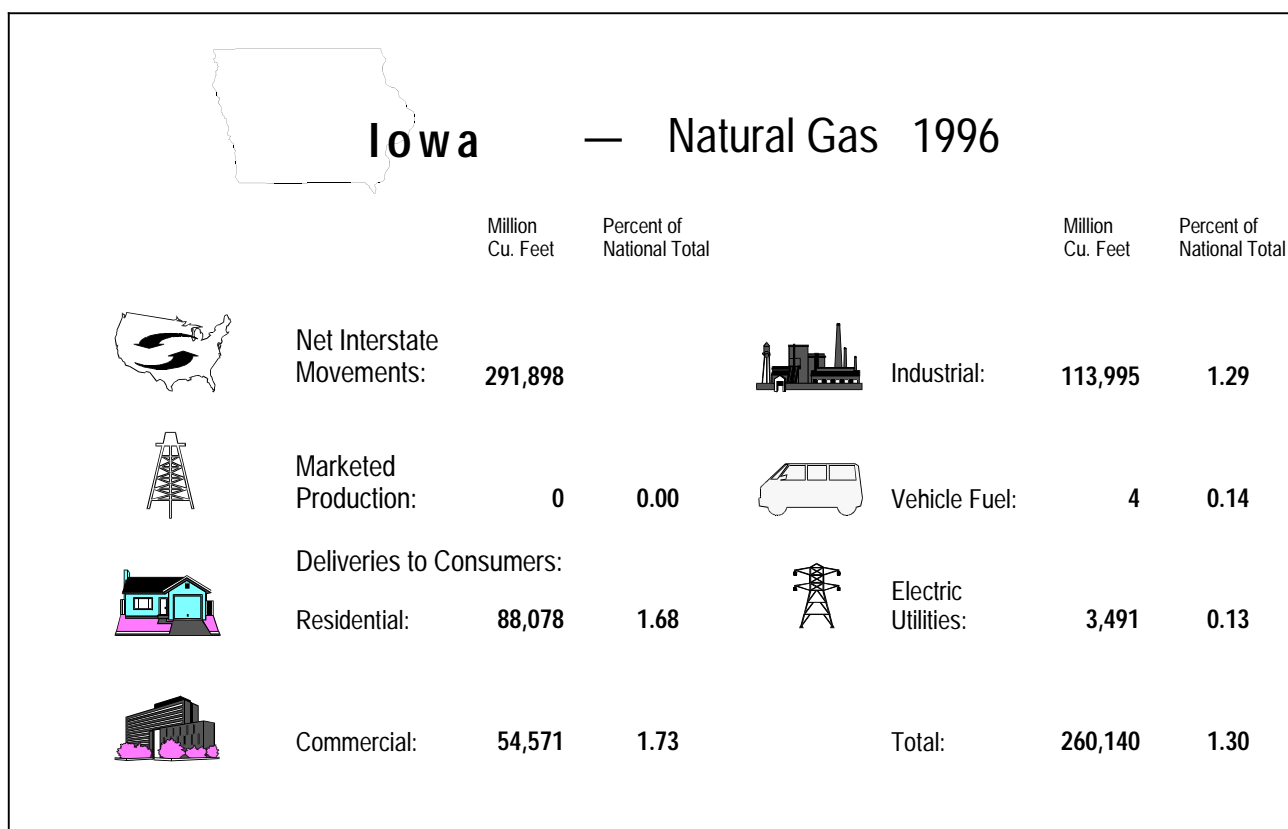 Iowa — Natural Gas 1996
Million Cu. Feet
Percent of National Total
Million Cu. Feet
Percent of National Total
Net Interstate
Movements: 291,898
Marketed
Production: 0 0.00
Deliveries to Consumers:
Residential: 88,078 1.68
Commercial: 54,571 1.73
Industrial: 113,995 1.29
Vehicle Fuel: 4 0.14
Electric
Utilities: 3,491 0.13
Total: 260,140 1.30